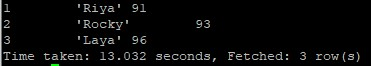 1 'Riya' 91
2 'Rocky' 93
3 'Laya' 96
Time taken: 13.032 seconds, Fetched: 3 row(s)